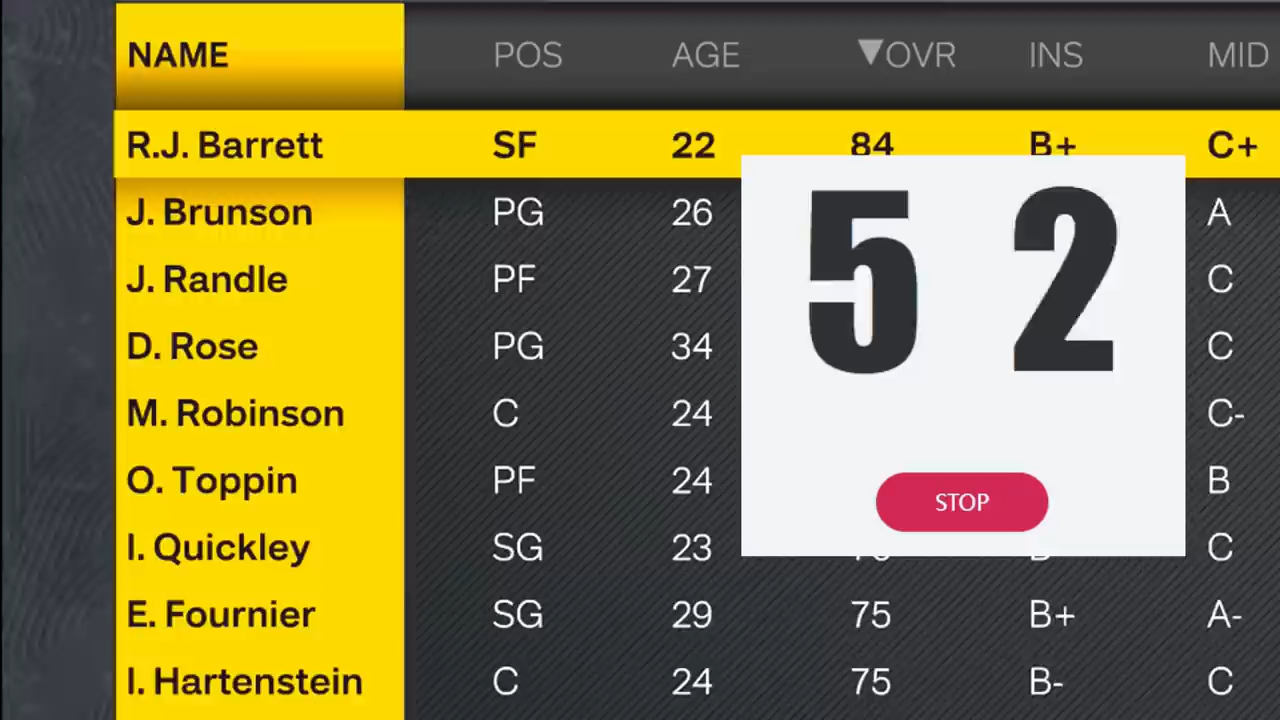 NAME POS AGE ▼OVR INS MID
R.J. Barrett SF 22 84 B+ C+
J. Brunson PG 26 A
J. Randle PF 27 C
D. Rose PG 34 C
M. Robinson C 24 C-
O. Toppin PF 24 B
I. Quickley SG 23 C
E. Fournier SG 29 75 B+ A-
I. Hartenstein C 24 75 B- C
5 2
STOP